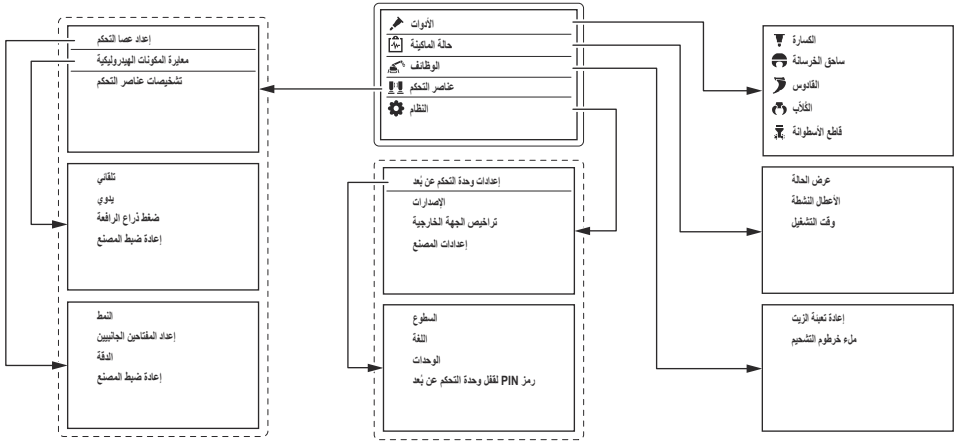 الأدوات
حالة الماكينة
الوظائف
عناصر التحكم
النظام
الكسارة
ساحق الخرسانة
القادوس
الكُلاَّب
قاطع الأسطوانة
عرض الحالة
الأعطال النشطة
وقت التشغيل
إعادة تعبئة الزيت
ملء خرطوم التشحيم
إعدادات وحدة التحكم عن بُعد
الإصدارات
تراخيص الجهة الخارجية
إعدادات المصنع
السطوع
اللغة
الوحدات
رمز PIN لقفل وحدة التحكم عن بُعد
إعداد عصا التحكم
معايرة المكونات الهيدروليكية
تشخيصات عناصر التحكم
تلقائي
يدوي
ضغط ذراع الرافعة
إعادة ضبط المصنع
النمط
إعداد المفتاحين الجانبيين
الدقة
إعادة ضبط المصنع